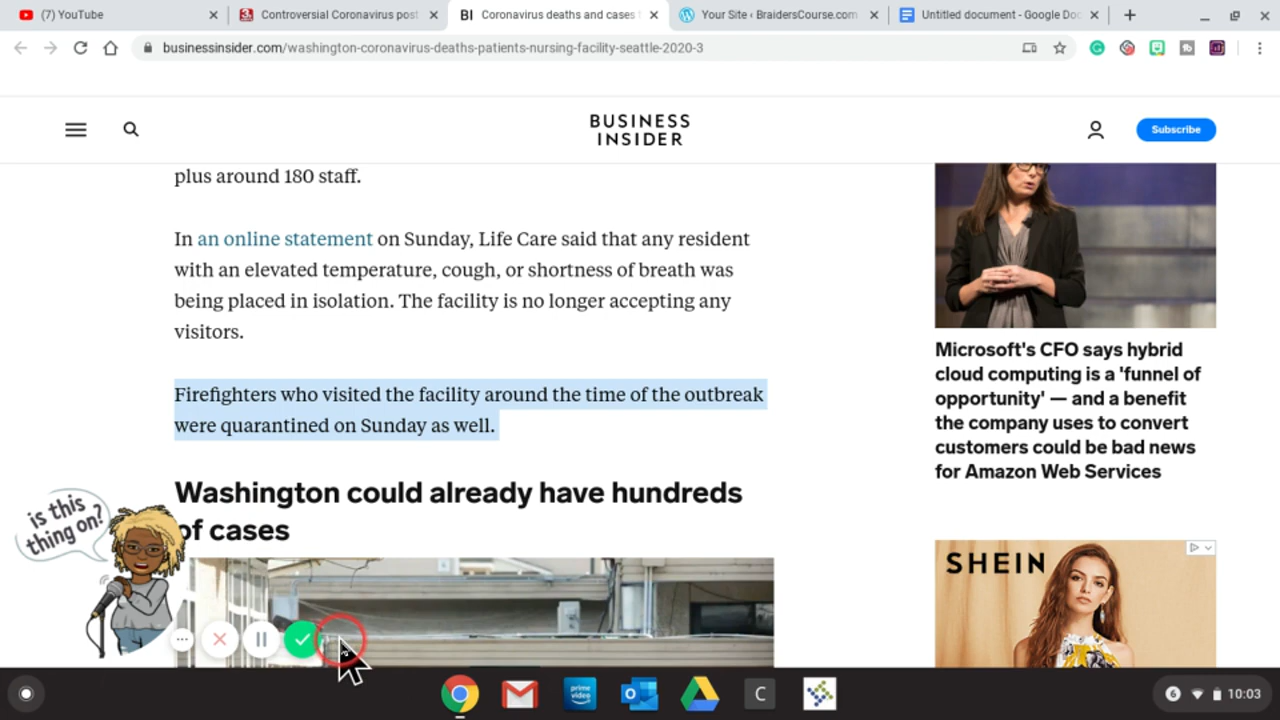 (7) YouTube
Controversial Coronavirus post
BI Coronavirus deaths and cases
Your Site ‹ BraidersCourse.com
Untitled document - Google Doc
businessinsider.com/washington-coronavirus-deaths-patients-nursing-facility-seattle-2020-3
BUSINESS
INSIDER
Subscribe
plus around 180 staff.
In an online statement on Sunday, Life Care said that any resident
with an elevated temperature, cough, or shortness of breath was
being placed in isolation. The facility is no longer accepting any
visitors.
Firefighters who visited the facility around the time of the outbreak
were quarantined on Sunday as well.
Washington could already have hundreds
of cases
is this
thing on?
Microsoft's CFO says hybrid
cloud computing is a 'funnel of
opportunity' — and a benefit
the company uses to convert
customers could be bad news
for Amazon Web Services
SHEIN
prime
video
C
6
10:03